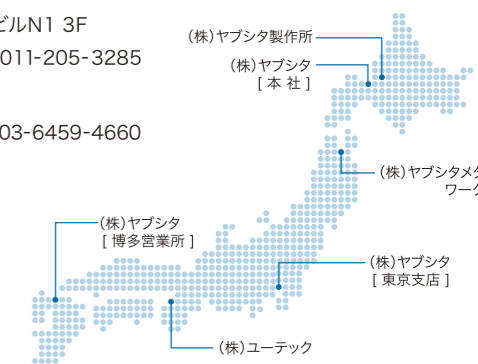 ビルN1 3F
011-205-3285
03-6459-4660
(株)ヤブシタ製作所
(株)ヤブシタ
[ 本 社 ]
(株)ヤブシタメタ
ワーク
(株)ヤブシタ
[ 博多営業所 ]
(株)ヤブシタ
[ 東京支店 ]
(株)ユーテック